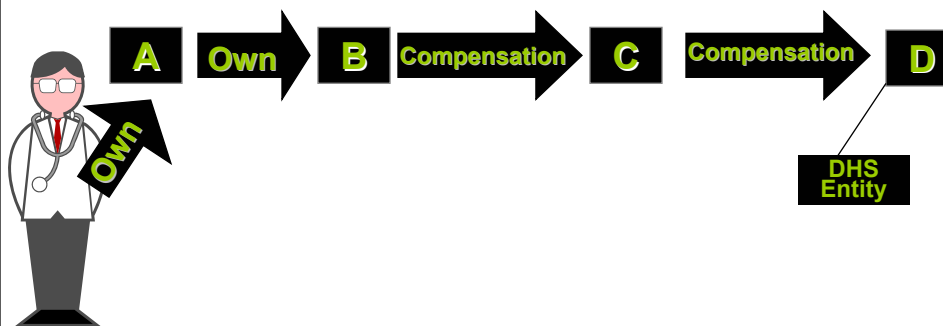 A
Own
B
Compensation
C
Compensation
D
Own
DHS
Entity